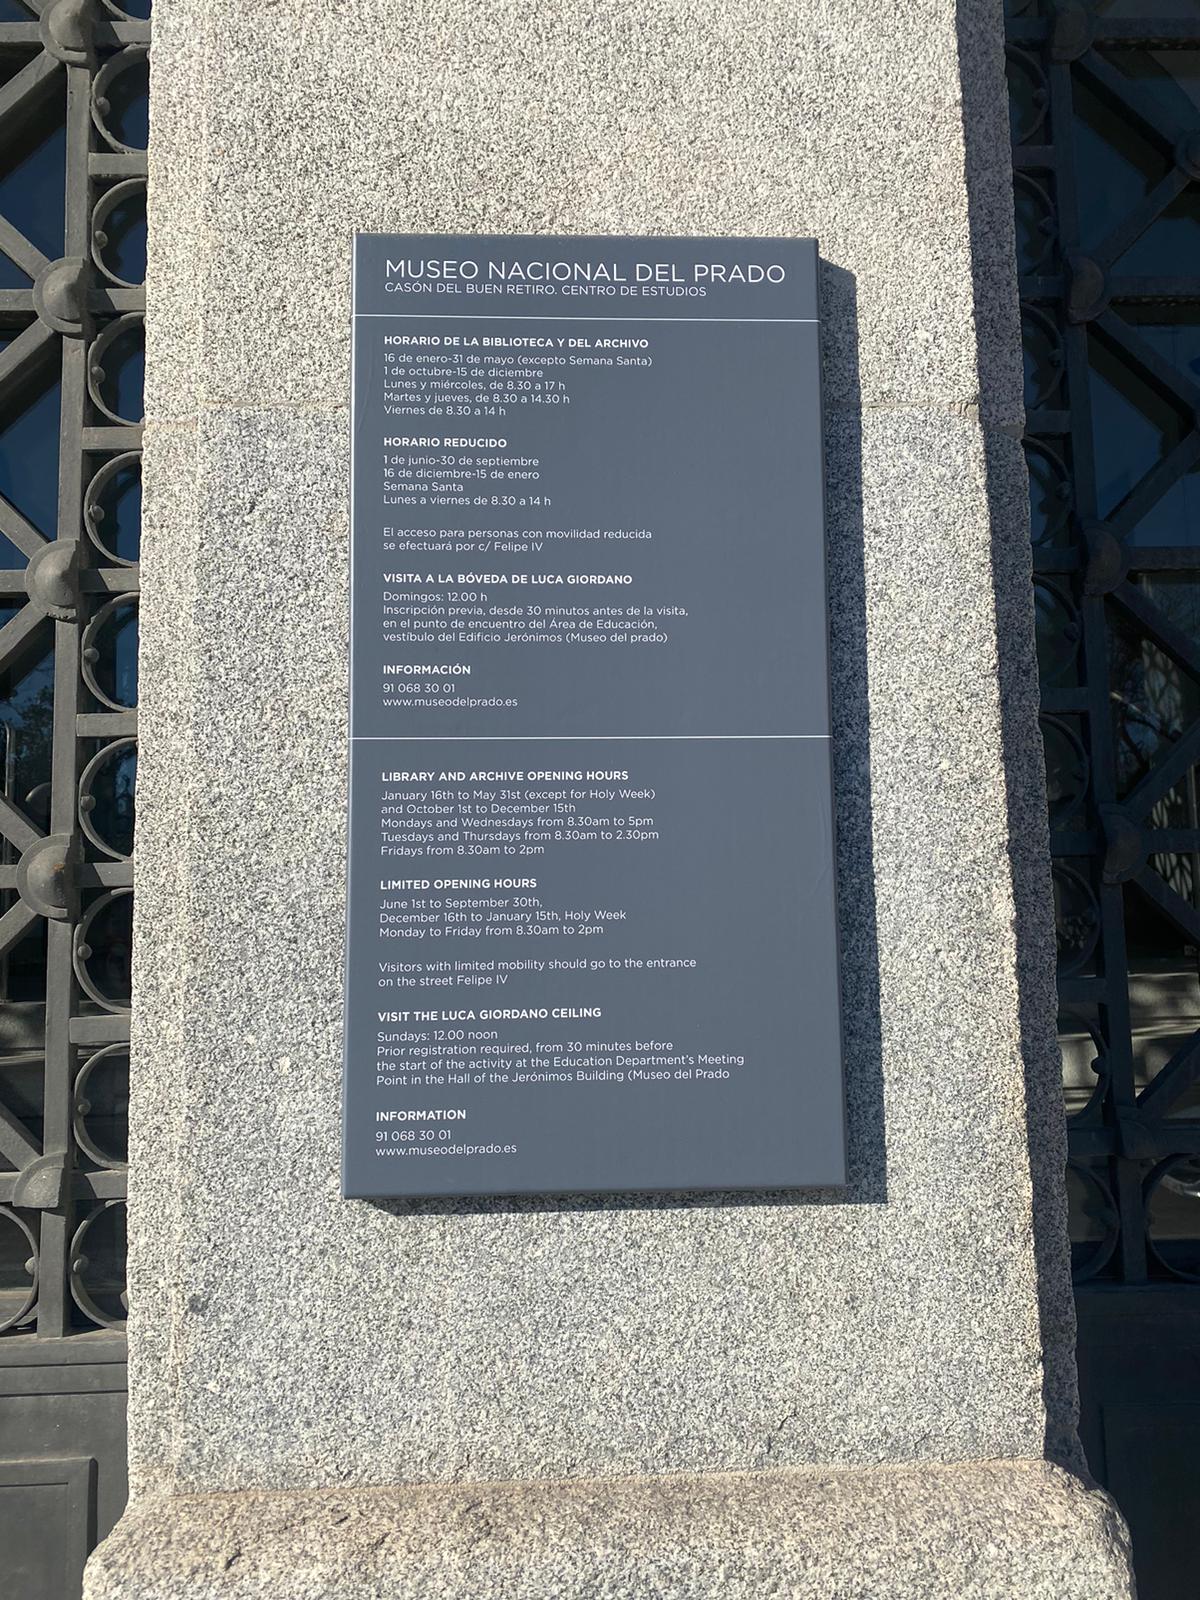 MUSEO NACIONAL DEL PRADO
CASÓN DEL BUEN RETIRO. CENTRO DE ESTUDIOS
HORARIO DE LA BIBLIOTECA Y DEL ARCHIVO
16 de enero-31 de mayo (excepto Semana Santa)
1 de octubre-15 de diciembre
Lunes y miércoles, de 8.30 a 17 h
Martes y jueves, de 8.30 a 14.30 h
Viernes de 8.30 a 14 h
HORARIO REDUCIDO
1 de junio-30 de septiembre
16 de diciembre-15 de enero
Semana Santa
Lunes a viernes de 8.30 a 14 h
El acceso para personas con movilidad reducida
se efectuará por c/ Felipe IV
VISITA A LA BÓVEDA DE LUCA GIORDANO
Domingos: 12.00 h
Inscripción previa, desde 30 minutos antes de la visita,
en el punto de encuentro del Área de Educación,
vestíbulo del Edificio Jerónimos (Museo del prado)
INFORMACIÓN
91 068 30 01
www.museodelprado.es
LIBRARY AND ARCHIVE OPENING HOURS
January 16th to May 31st (except for Holy Week)
and October 1st to December 15th
Mondays and Wednesdays from 8.30am to 5pm
Tuesdays and Thursdays from 8.30am to 2.30pm
Fridays from 8.30am to 2pm
LIMITED OPENING HOURS
June 1st to September 30th,
December 16th to January 15th, Holy Week
Monday to Friday from 8.30am to 2pm
Visitors with limited mobility should go to the entrance
on the street Felipe IV
VISIT THE LUCA GIORDANO CEILING
Sundays: 12.00 noon
Prior registration required, from 30 minutes before
the start of the activity at the Education Department's Meeting
Point in the Hall of the Jerónimos Building (Museo del Prado
INFORMATION
91 068 30 01
www.museodelprado.es